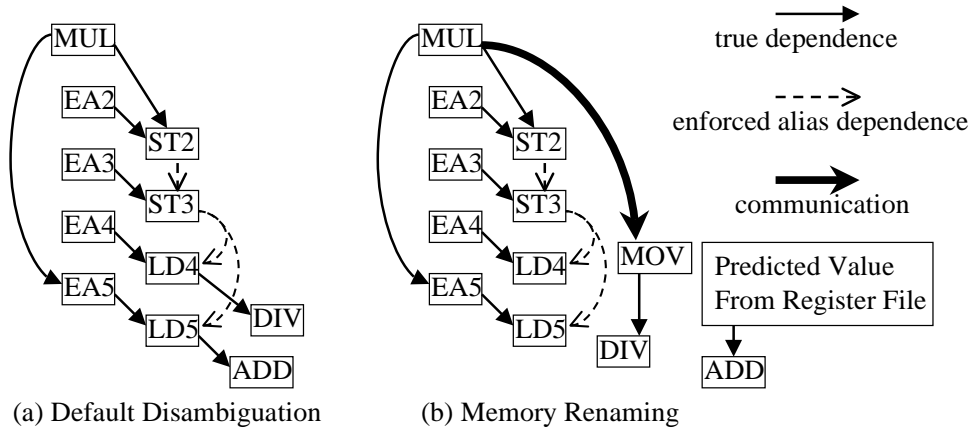 MUL
EA2
ST2
EA3
ST3
EA4
LD4
EA5
LD5
DIV
ADD
(a) Default Disambiguation
MUL
EA2
ST2
EA3
ST3
EA4
LD4
MOV
EA5
LD5
DIV
Predicted Value
From Register File
ADD
(b) Memory Renaming
true dependence
enforced alias dependence
communication